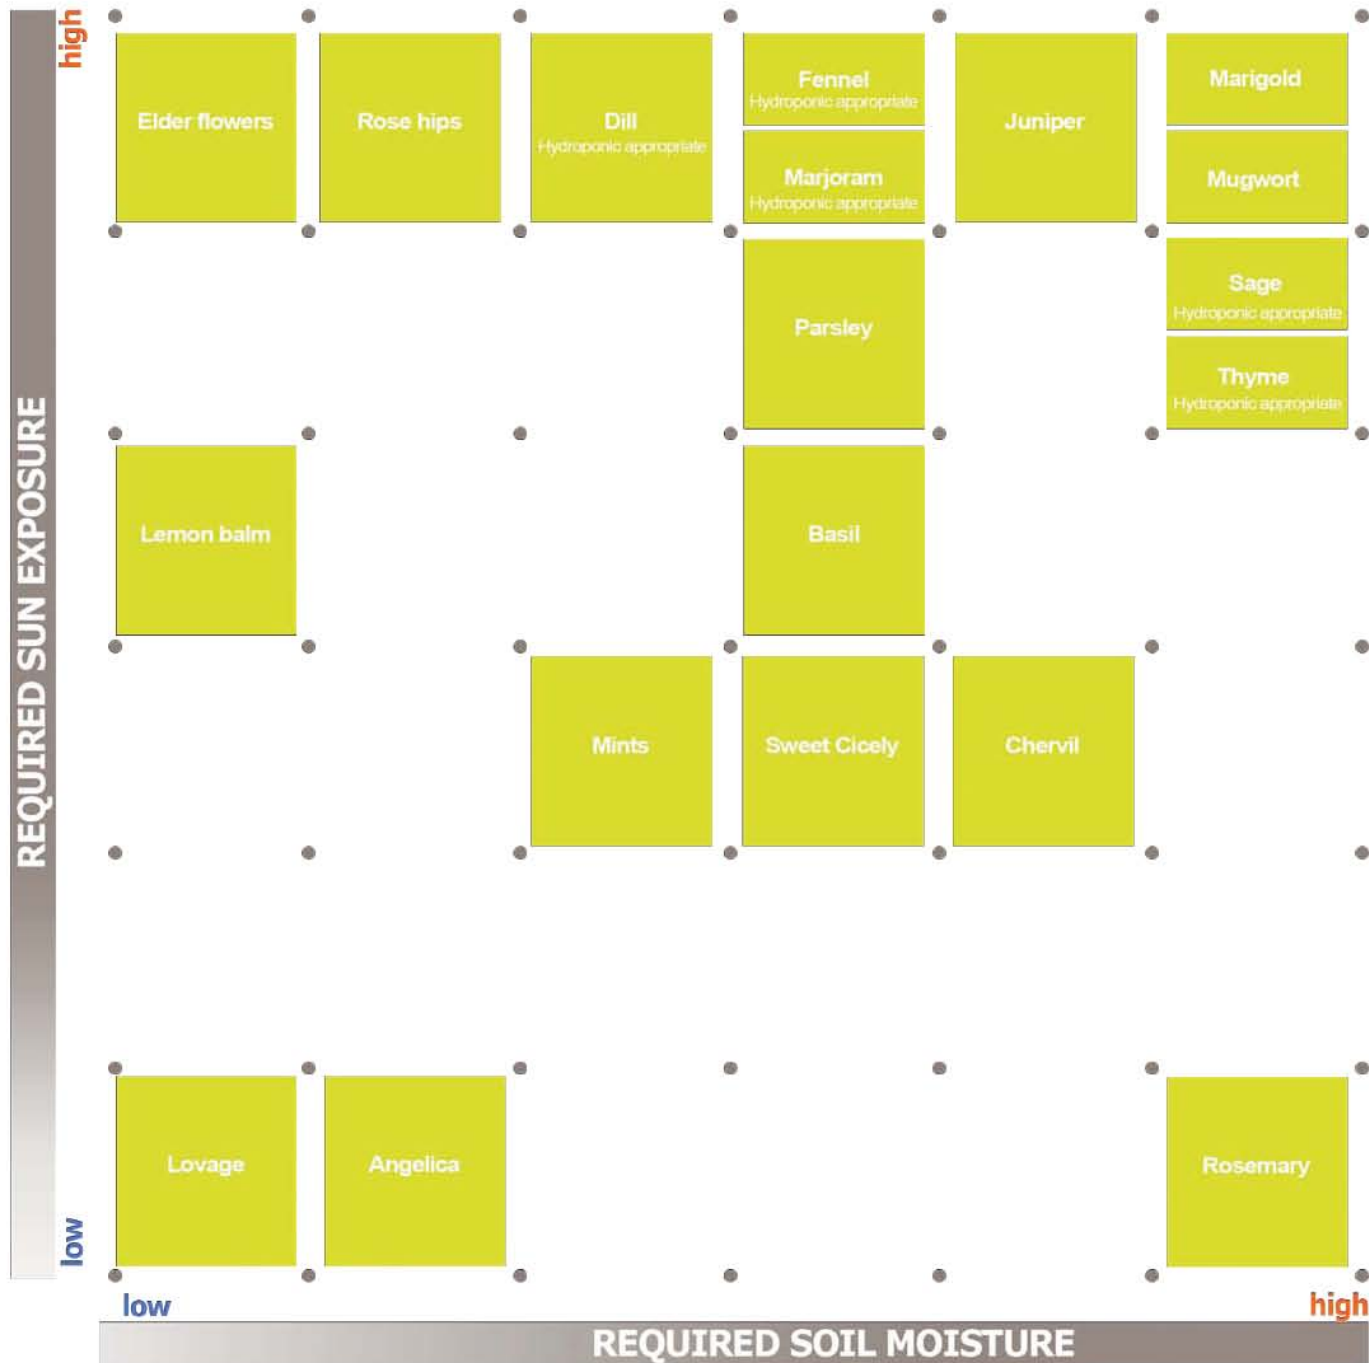 high
Elder flowers
Rose hips
Dill
Hydroponic appropriate
Fennel
Hydroponic appropriate
Marjoram
Hydroponic appropriate
Juniper
Marigold
Mugwort
Parsley
Sage
Hydroponic appropriate
Thyme
Hydroponic appropriate
REQUIRED SUN EXPOSURE
Lemon balm
Basil
Mints
Sweet Cicely
Chervil
Lovage
Angelica
Rosemary
low
low
high
REQUIRED SOIL MOISTURE